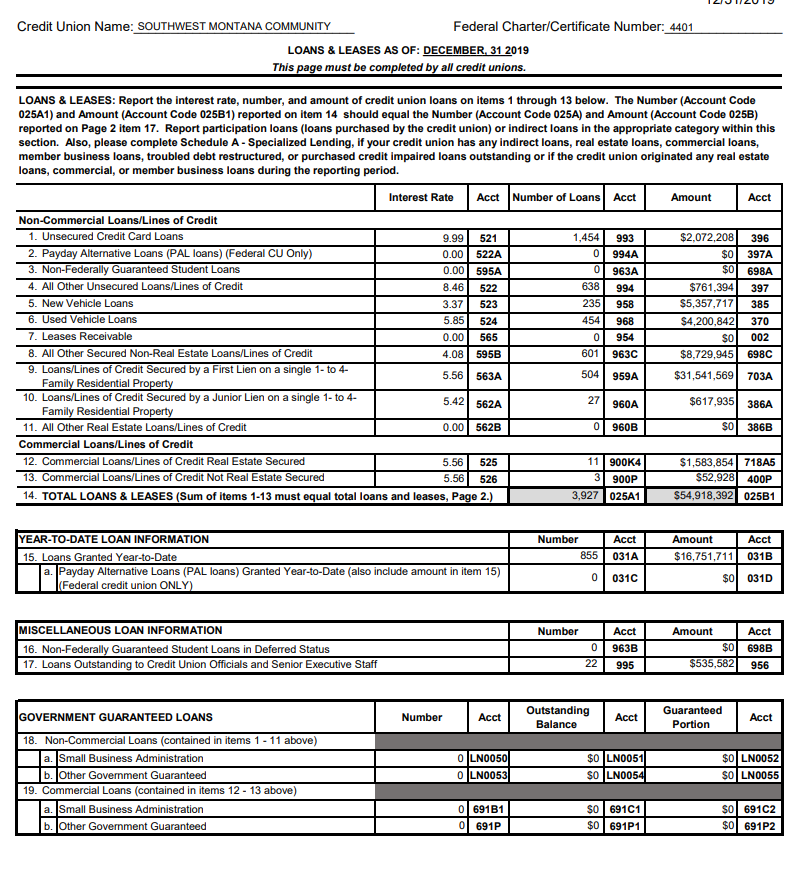 12/31/2019
Credit Union Name: SOUTHWEST MONTANA COMMUNITY Federal Charter/Certificate Number: 4401
LOANS & LEASES AS OF: DECEMBER, 31 2019
This page must be completed by all credit unions.
LOANS & LEASES: Report the interest rate, number, and amount of credit union loans on items 1 through 13 below. The Number (Account Code
025A1) and Amount (Account Code 025B1) reported on item 14 should equal the Number (Account Code 025A) and Amount (Account Code 025B)
reported on Page 2 item 17. Report participation loans (loans purchased by the credit union) or indirect loans in the appropriate category within this
section. Also, please complete Schedule A - Specialized Lending, if your credit union has any indirect loans, real estate loans, commercial loans,
member business loans, troubled debt restructured, or purchased credit impaired loans outstanding or if the credit union originated any real estate
loans, commercial, or member business loans during the reporting period.
Interest Rate Acct Number of Loans Acct Amount Acct
Non-Commercial Loans/Lines of Credit
1. Unsecured Credit Card Loans 9.99 521 1,454 993 $2,072,208 396
2. Payday Alternative Loans (PAL loans) (Federal CU Only) 0.00 522A 0 994A $0 397A
3. Non-Federally Guaranteed Student Loans 0.00 595A 0 963A $0 698A
4. All Other Unsecured Loans/Lines of Credit 8.46 522 638 994 $761,394 397
5. New Vehicle Loans 3.37 523 235 958 $5,357,717 385
6. Used Vehicle Loans 5.85 524 454 968 $4,200,842 370
7. Leases Receivable 0.00 565 0 954 $0 002
8. All Other Secured Non-Real Estate Loans/Lines of Credit 4.08 595B 601 963C $8,729,945 698C
9. Loans/Lines of Credit Secured by a First Lien on a single 1- to 4-
Family Residential Property 5.56 563A 504 959A $31,541,569 703A
10. Loans/Lines of Credit Secured by a Junior Lien on a single 1- to 4-
Family Residential Property 5.42 562A 27 960A $617,935 386A
11. All Other Real Estate Loans/Lines of Credit 0.00 562B 0 960B $0 386B
Commercial Loans/Lines of Credit
12. Commercial Loans/Lines of Credit Real Estate Secured 5.56 525 11 900K4 $1,583,854 718A5
13. Commercial Loans/Lines of Credit Not Real Estate Secured 5.56 526 3 900P $52,928 400P
14. TOTAL LOANS & LEASES (Sum of items 1-13 must equal total loans and leases, Page 2.) 3,927 025A1 $54,918,392 025B1
YEAR-TO-DATE LOAN INFORMATION Number Acct Amount Acct
15. Loans Granted Year-to-Date 855 031A $16,751,711 031B
a. Payday Alternative Loans (PAL loans) Granted Year-to-Date (also include amount in item 15)
(Federal credit union ONLY) 0 031C $0 031D
MISCELLANEOUS LOAN INFORMATION Number Acct Amount Acct
16. Non-Federally Guaranteed Student Loans in Deferred Status 0 963B $0 698B
17. Loans Outstanding to Credit Union Officials and Senior Executive Staff 22 995 $535,582 956
GOVERNMENT GUARANTEED LOANS Number Acct Outstanding Balance Acct Guaranteed Portion Acct
18. Non-Commercial Loans (contained in items 1 - 11 above)
a. Small Business Administration 0 LN0050 $0 LN0051 $0 LN0052
b. Other Government Guaranteed 0 LN0053 $0 LN0054 $0 LN0055
19. Commercial Loans (contained in items 12 - 13 above)
a. Small Business Administration 0 691B1 $0 691C1 $0 691C2
b. Other Government Guaranteed 0 691P $0 691P1 $0 691P2